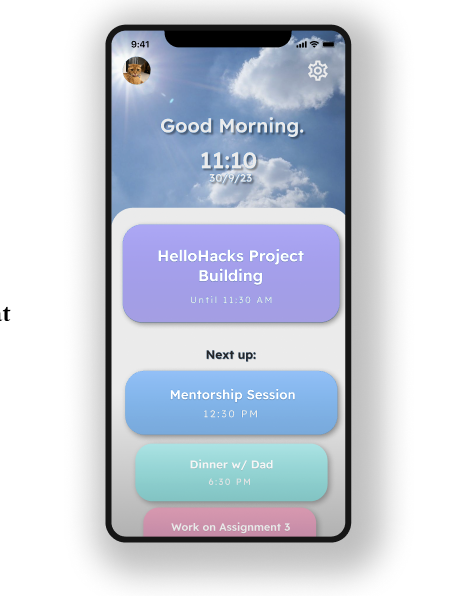 9:41
Good Morning.
11:10
30/9/23
HelloHacks Project
Building
Until 11:30 AM
nt
Next up:
Mentorship Session
12:30 PM
Dinner w/ Dad
6:30 PM
Work on Assignment 3